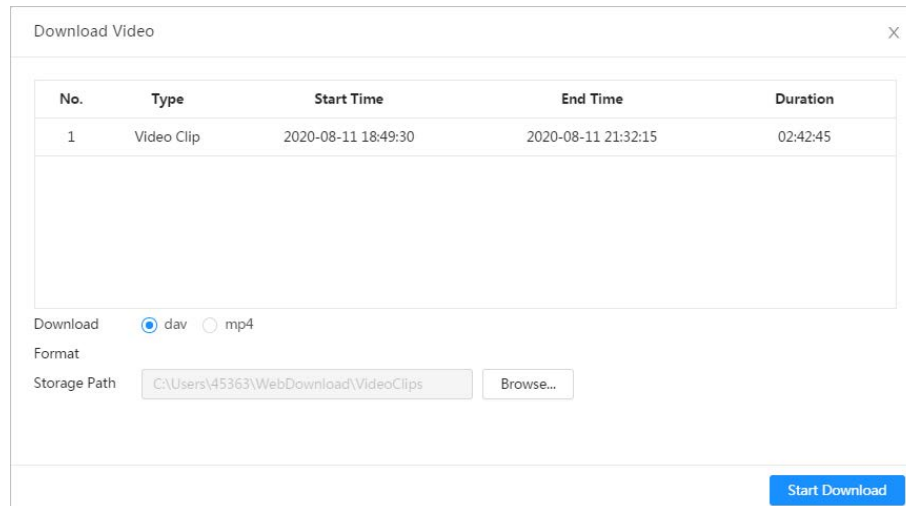 Download Video
No. Type Start Time End Time Duration
1 Video Clip 2020-08-11 18:49:30 2020-08-11 21:32:15 02:42:45
Download Format dav mp4
Storage Path C:\Users\45363\WebDownload\VideoClips Browse...
Start Download